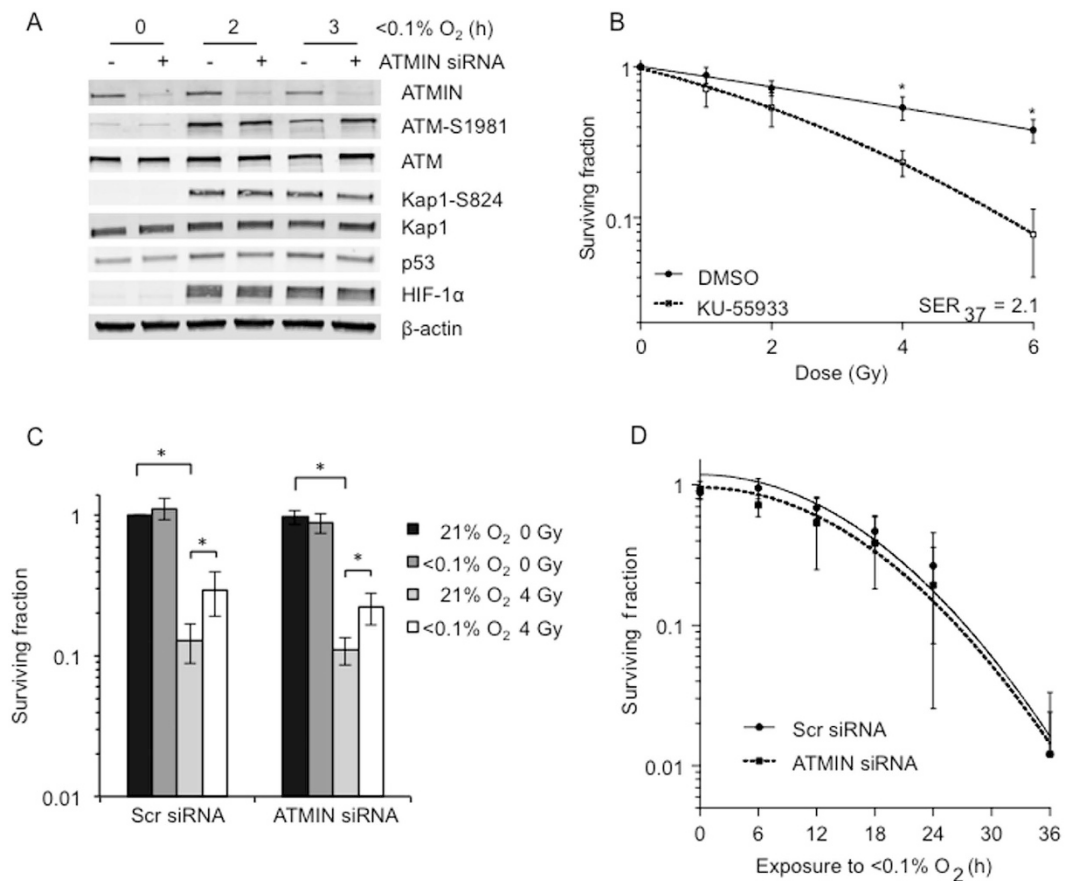 A
0 2 3 <0.1% O₂ (h)
- + - + - + ATMIN siRNA
ATMIN
ATM-S1981
ATM
Kap1-S824
Kap1
p53
HIF-1α
β-actin
B
Surviving fraction
1
0.1
* *
DMSO
KU-55933
SER₃₇ = 2.1
0 2 4 6
Dose (Gy)
C
Surviving fraction
1
0.1
0.01
* * * *
Scr siRNA ATMIN siRNA
21% O₂ 0 Gy
<0.1% O₂ 0 Gy
21% O₂ 4 Gy
<0.1% O₂ 4 Gy
D
Surviving fraction
1
0.1
0.01
Scr siRNA
ATMIN siRNA
0 6 12 18 24 30 36
Exposure to <0.1% O₂ (h)